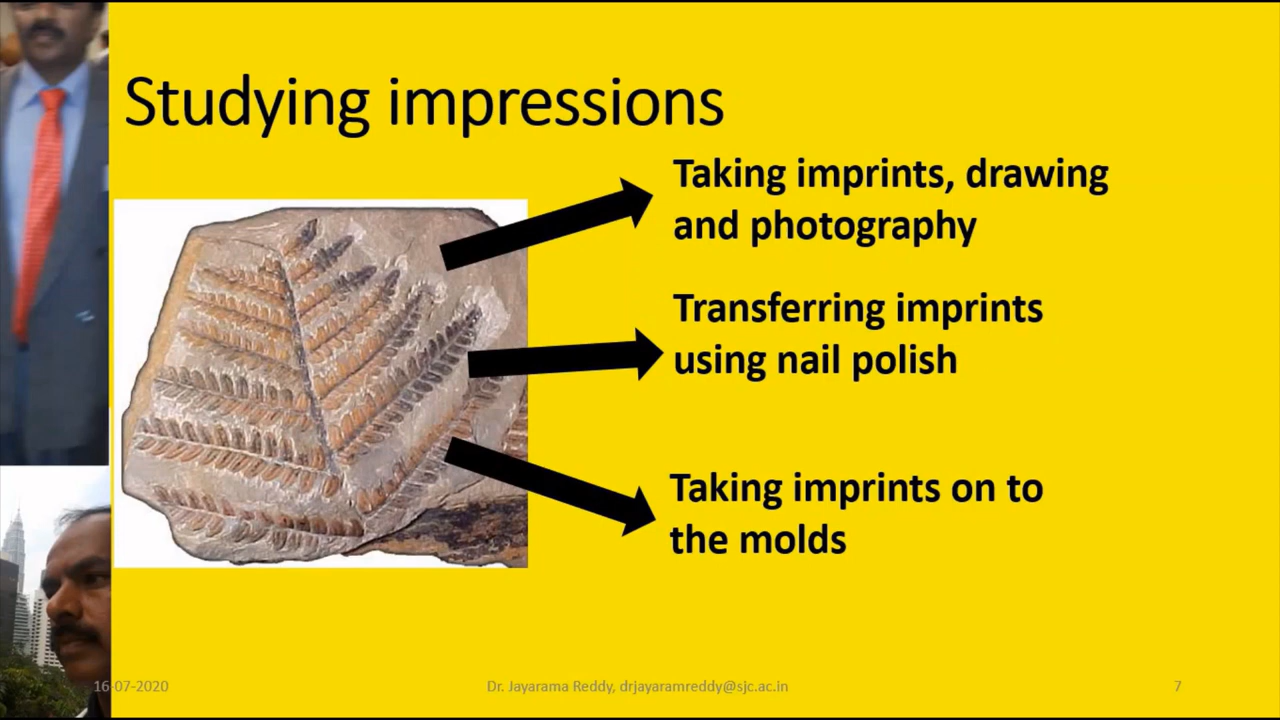 Studying impressions
Taking imprints, drawing
and photography
Transferring imprints
using nail polish
Taking imprints on to
the molds
16-07-2020
Dr. Jayarama Reddy, drjayaramreddy@sjc.ac.in
7